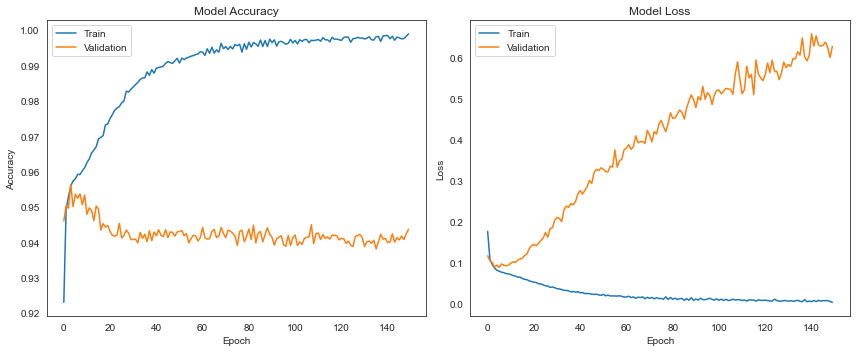 Model Accuracy
Train
Validation
1.00
0.99
0.98
0.97
0.96
0.95
0.94
0.93
0.92
Accuracy
0 20 40 60 80 100 120 140
Epoch
Model Loss
Train
Validation
0.6
0.5
0.4
0.3
0.2
0.1
0.0
Loss
0 20 40 60 80 100 120 140
Epoch